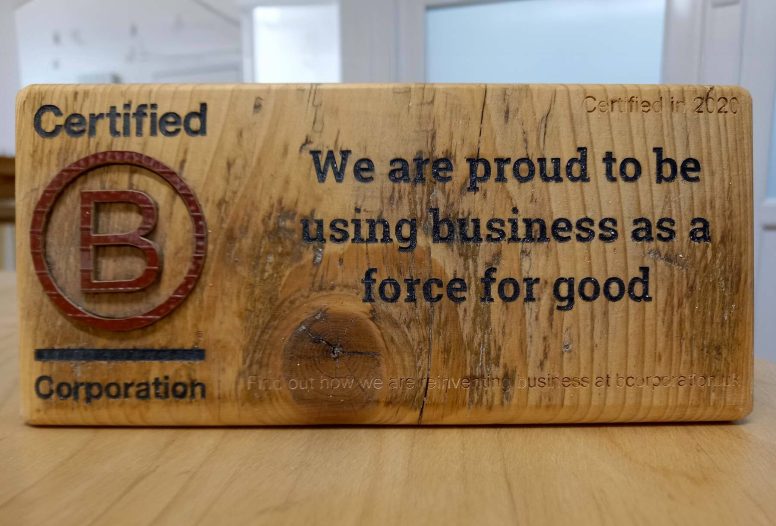 Certified
B
Corporation
Certified in 2020
We are proud to be
using business as a
force for good
Find out how we are reinventing business at bcorporation.uk